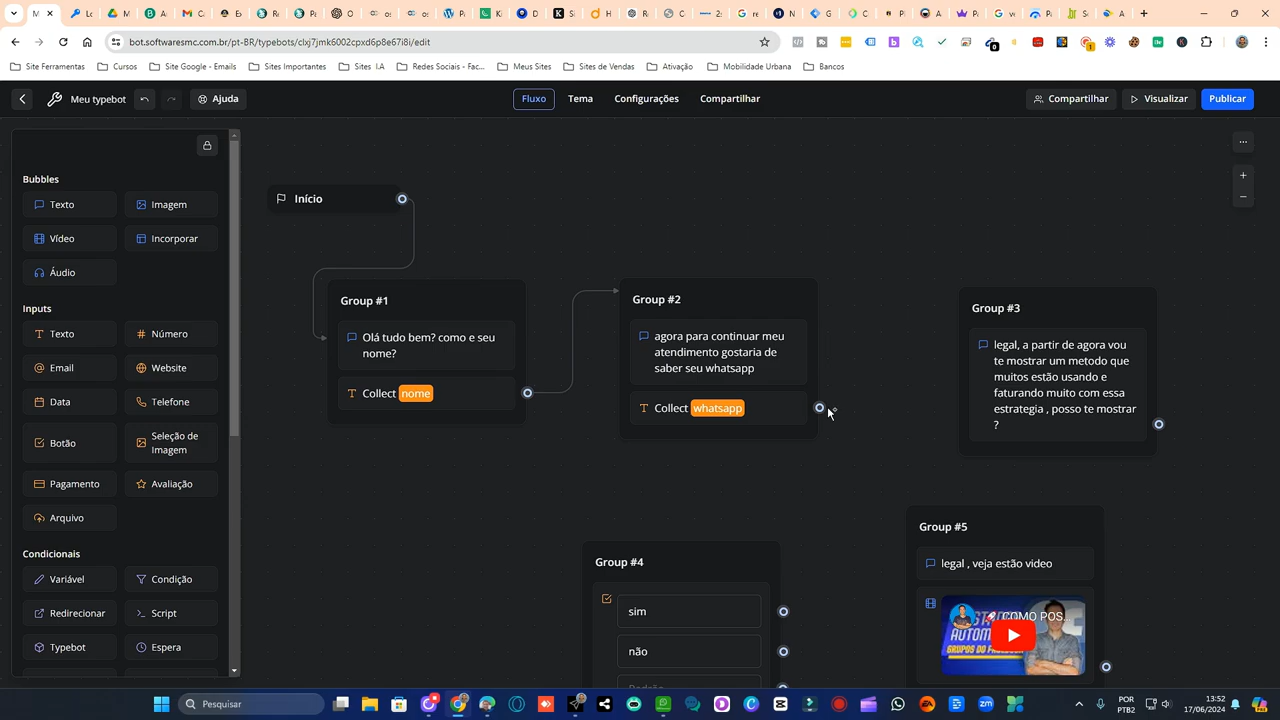 bot.softwaresmc.com.br/pt-BR/typebots/clxj7jmk6002cpxd6p8e67i8i/edit
Site Ferramentas
Cursos
Site Google - Emails
Sites Importantes
Sites I.A
Redes Sociais - Fac...
Meus Sites
Sites de Vendas
Ativação
Mobilidade Urbana
Bancos
Meu typebot
Ajuda
Fluxo
Tema
Configurações
Compartilhar
Compartilhar
Visualizar
Publicar
Bubbles
Texto
Imagem
Vídeo
Incorporar
Áudio
Inputs
Texto
Número
Email
Website
Data
Telefone
Botão
Seleção de
Imagem
Pagamento
Avaliação
Arquivo
Condicionais
Variável
Condição
Redirecionar
Script
Typebot
Espera
Início
Group #1
Olá tudo bem? como e seu
nome?
Collect nome
Group #2
agora para continuar meu
atendimento gostaria de
saber seu whatsapp
Collect whatsapp
Group #3
legal, a partir de agora vou
te mostrar um metodo que
muitos estão usando e
faturando muito com essa
estrategia , posso te mostrar
?
Group #4
sim
não
Group #5
legal , veja estão video
COMO POS...
GRUPOS DO FACEBOOK
Pesquisar
POR
PTB2
13:52
17/06/2024